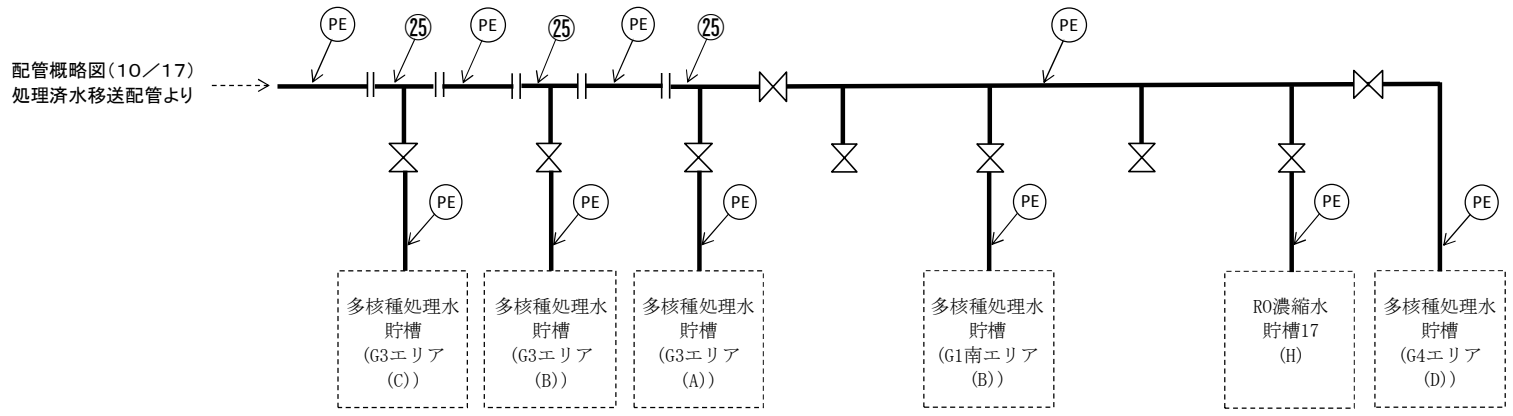 PE
㉕
PE
㉕
PE
㉕
PE
配管概略図(10/17)
処理済水移送配管より
PE
PE
PE
PE
PE
PE
多核種処理水
貯槽
(G3エリア
(C))
多核種処理水
貯槽
(G3エリア
(B))
多核種処理水
貯槽
(G3エリア
(A))
多核種処理水
貯槽
(G1南エリア
(B))
RO濃縮水
貯槽17
(H)
多核種処理水
貯槽
(G4エリア
(D))